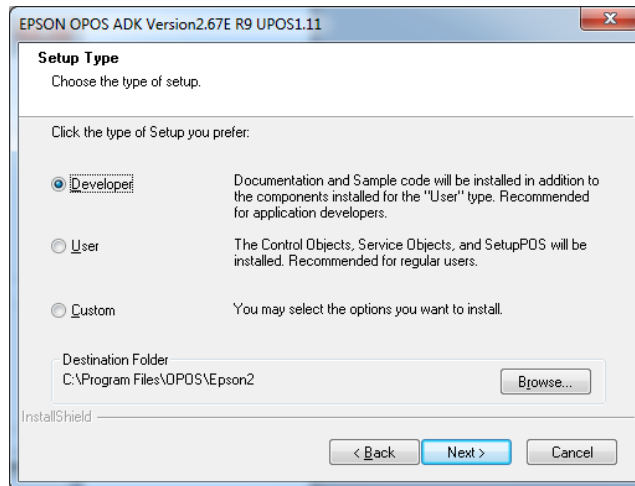 EPSON OPOS ADK Version2.67E R9 UPOS1.11
Setup Type
Choose the type of setup.
Click the type of Setup you prefer:
Developer
Documentation and Sample code will be installed in addition to
the components installed for the "User" type. Recommended
for application developers.
User
The Control Objects, Service Objects, and SetupPOS will be
installed. Recommended for regular users.
Custom
You may select the options you want to install.
Destination Folder
C:\Program Files\OPOS\Epson2
Browse...
InstallShield
< Back
Next >
Cancel